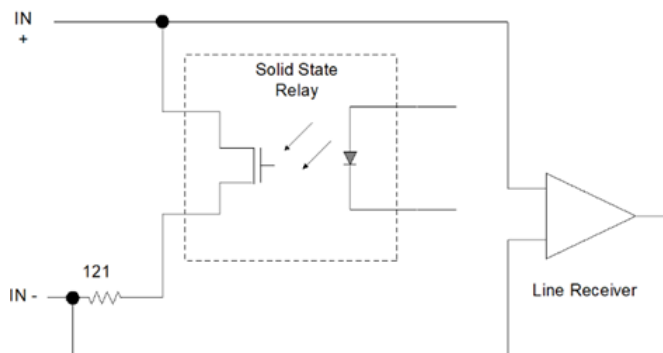 IN
+
Solid State
Relay
121
IN -
Line Receiver